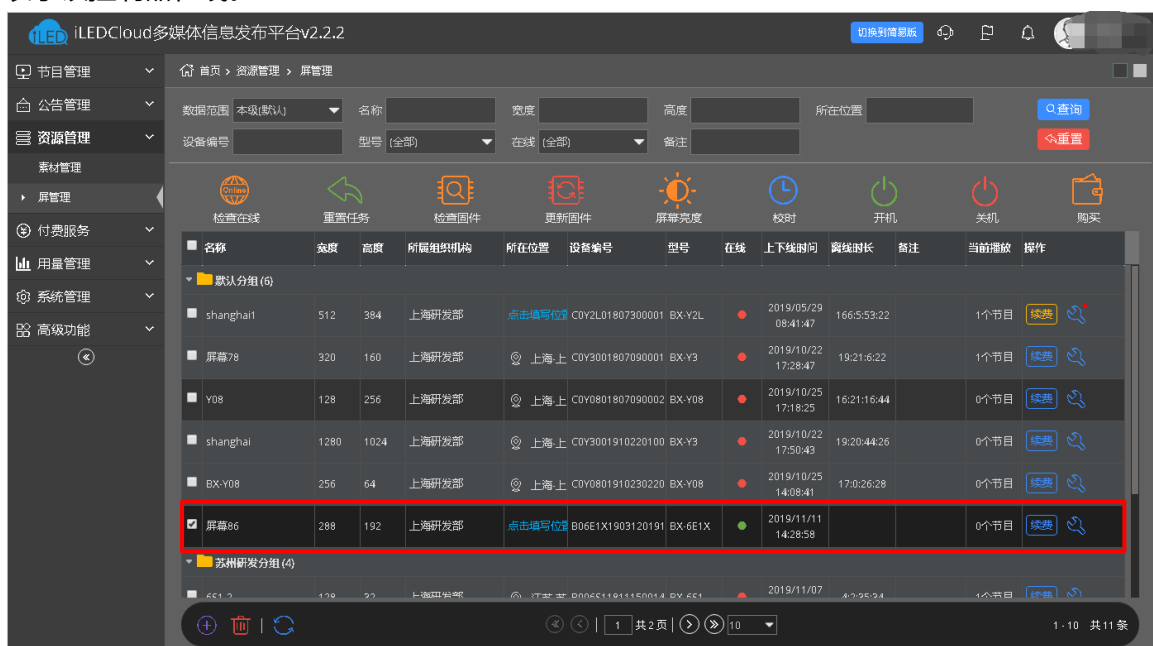 iLED iLEDCloud多媒体信息发布平台v2.2.2 切换到简易版
节目管理
公告管理
资源管理
素材管理
屏管理
付费服务
用量管理
系统管理
高级功能
首页 › 资源管理 › 屏管理
数据范围 本级(默认) 名称 宽度 高度 所在位置 查询
设备编号 型号 (全部) 在线 (全部) 备注 重置
Online
检查在线 重置任务 检查固件 更新固件 屏幕亮度 校时 开机 关机 购买
名称 宽度 高度 所属组织机构 所在位置 设备编号 型号 在线 上下线时间 离线时长 备注 当前播放 操作
默认分组 (6)
shanghai1 512 384 上海研发部 点击填写位置 C0Y2L01807300001 BX-Y2L 2019/05/29 08:41:47 166:5:53:22 1个节目 续费
屏幕78 320 160 上海研发部 上海-上 C0Y3001807090001 BX-Y3 2019/10/22 17:28:47 19:21:6:22 1个节目 续费
Y08 128 256 上海研发部 上海-上 C0Y0801807090002 BX-Y08 2019/10/25 17:18:25 16:21:16:44 0个节目 续费
shanghai 1280 1024 上海研发部 上海-上 C0Y3001910220100 BX-Y3 2019/10/22 17:50:43 19:20:44:26 0个节目 续费
BX-Y08 256 64 上海研发部 上海-上 C0Y0801910230220 BX-Y08 2019/10/25 14:08:41 17:0:26:28 0个节目 续费
屏幕86 288 192 上海研发部 点击填写位置 B06E1X1903120191 BX-6E1X 2019/11/11 14:28:58 0个节目 续费
苏州研发分组 (4)
2019/11/07
1 共2页 10 1 - 10 共11条